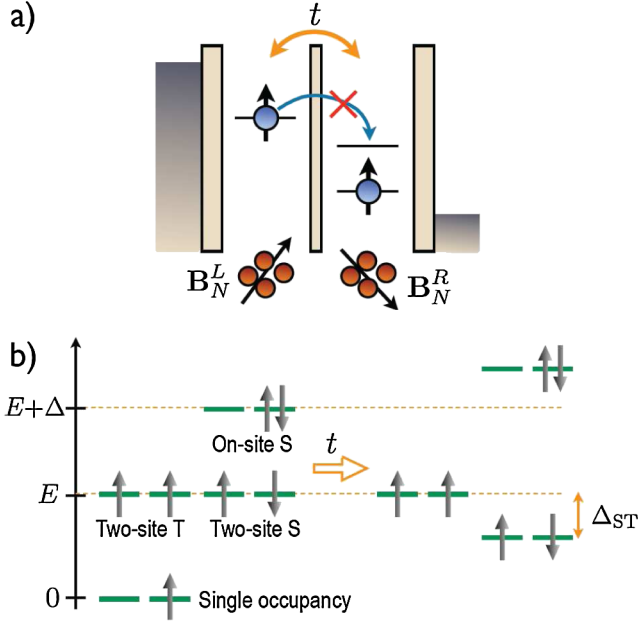 a)
t
B_N^L
B_N^R
b)
E+Δ
On-site S
t
E
Two-site T
Two-site S
Δ_ST
0
Single occupancy